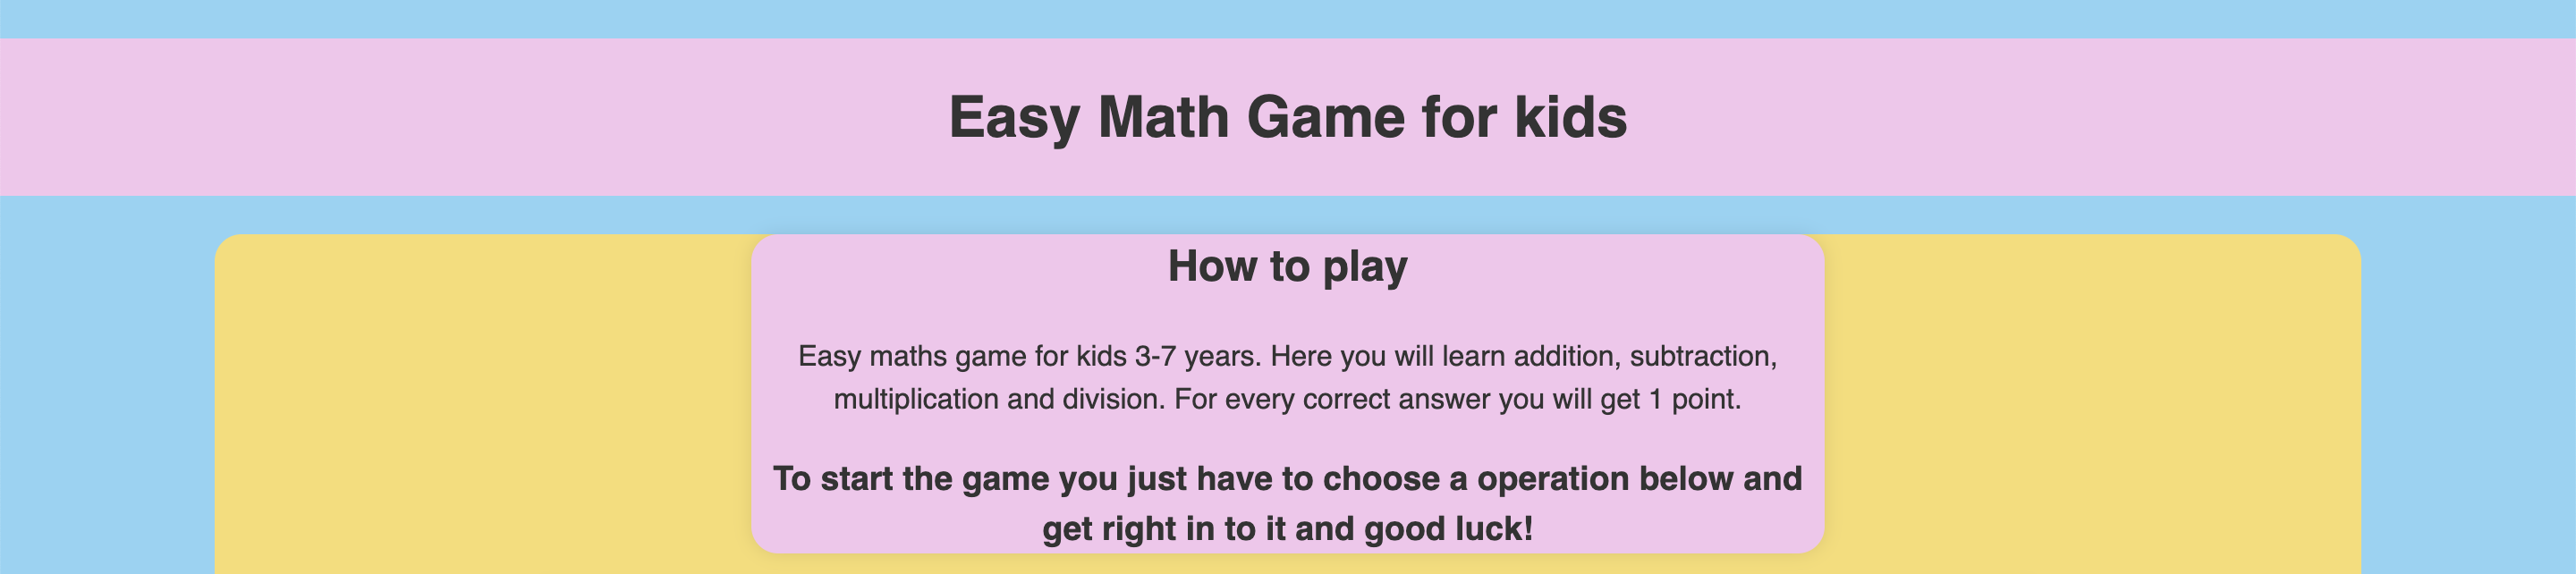 Easy Math Game for kids
How to play
Easy maths game for kids 3-7 years. Here you will learn addition, subtraction,
multiplication and division. For every correct answer you will get 1 point.
To start the game you just have to choose a operation below and
get right in to it and good luck!